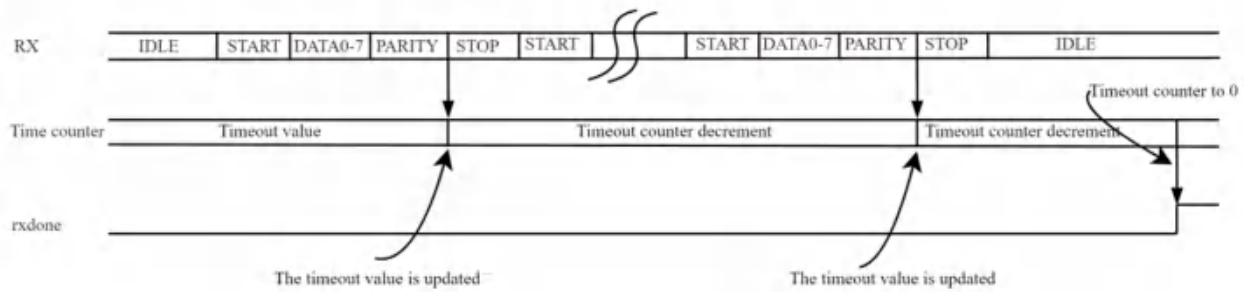 RX IDLE START DATA0-7 PARITY STOP START START DATA0-7 PARITY STOP IDLE
Timeout counter to 0
Time counter Timeout value Timeout counter decrement Timeout counter decrement
rxdone
The timeout value is updated The timeout value is updated